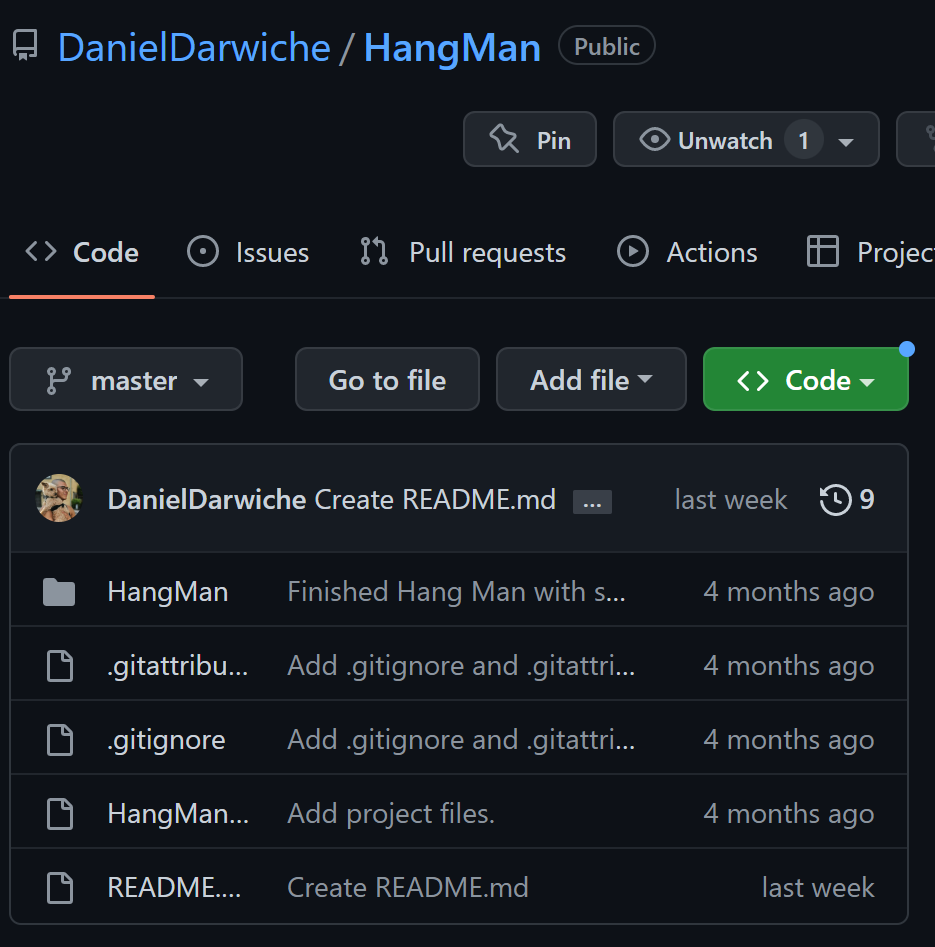 DanielDarwiche / HangMan Public
Pin Unwatch 1
Code Issues Pull requests Actions Projec
master Go to file Add file Code
DanielDarwiche Create README.md ... last week 9
HangMan Finished Hang Man with s... 4 months ago
.gitattribu... Add .gitignore and .gitattri... 4 months ago
.gitignore Add .gitignore and .gitattri... 4 months ago
HangMan... Add project files. 4 months ago
README.... Create README.md last week